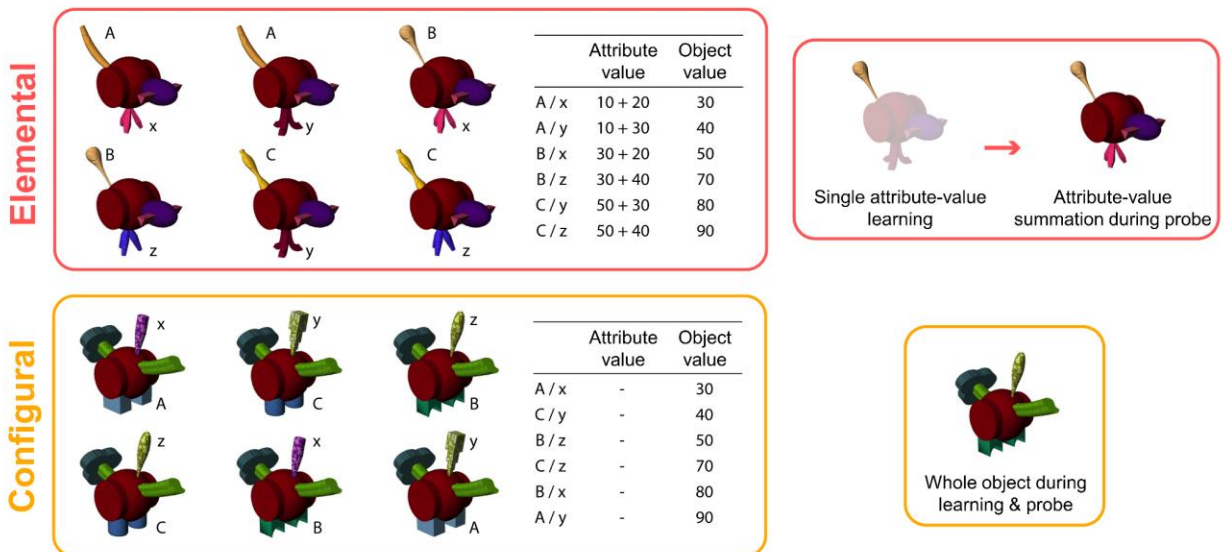 Elemental
A
A
B
x
y
x
B
C
C
z
y
z
Attribute value Object value
A / x 10 + 20 30
A / y 10 + 30 40
B / x 30 + 20 50
B / z 30 + 40 70
C / y 50 + 30 80
C / z 50 + 40 90
Single attribute-value
learning
Attribute-value
summation during probe
Configural
x
y
z
A
C
B
z
x
y
C
B
A
Attribute value Object value
A / x - 30
C / y - 40
B / z - 50
C / z - 70
B / x - 80
A / y - 90
Whole object during
learning & probe